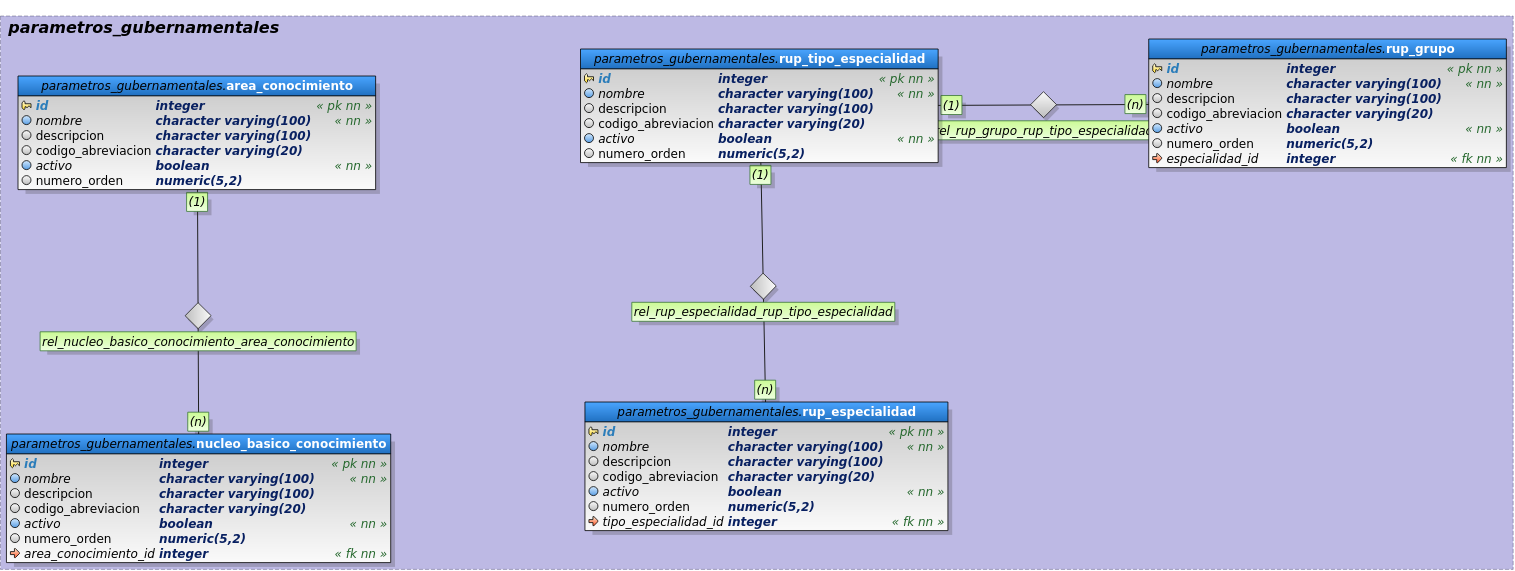 parametros_gubernamentales
parametros_gubernamentales.area_conocimiento
id integer « pk nn »
nombre character varying(100) « nn »
descripcion character varying(100)
codigo_abreviacion character varying(20)
activo boolean « nn »
numero_orden numeric(5,2)
(1)
rel_nucleo_basico_conocimiento_area_conocimiento
(n)
parametros_gubernamentales.nucleo_basico_conocimiento
id integer « pk nn »
nombre character varying(100) « nn »
descripcion character varying(100)
codigo_abreviacion character varying(20)
activo boolean « nn »
numero_orden numeric(5,2)
area_conocimiento_id integer « fk nn »
parametros_gubernamentales.rup_tipo_especialidad
id integer « pk nn »
nombre character varying(100) « nn »
descripcion character varying(100)
codigo_abreviacion character varying(20)
activo boolean « nn »
numero_orden numeric(5,2)
(1)
rel_rup_especialidad_rup_tipo_especialidad
(n)
parametros_gubernamentales.rup_especialidad
id integer « pk nn »
nombre character varying(100) « nn »
descripcion character varying(100)
codigo_abreviacion character varying(20)
activo boolean « nn »
numero_orden numeric(5,2)
tipo_especialidad_id integer « fk nn »
(1)
(n)
rel_rup_grupo_rup_tipo_especialidad
parametros_gubernamentales.rup_grupo
id integer « pk nn »
nombre character varying(100) « nn »
descripcion character varying(100)
codigo_abreviacion character varying(20)
activo boolean « nn »
numero_orden numeric(5,2)
especialidad_id integer « fk nn »